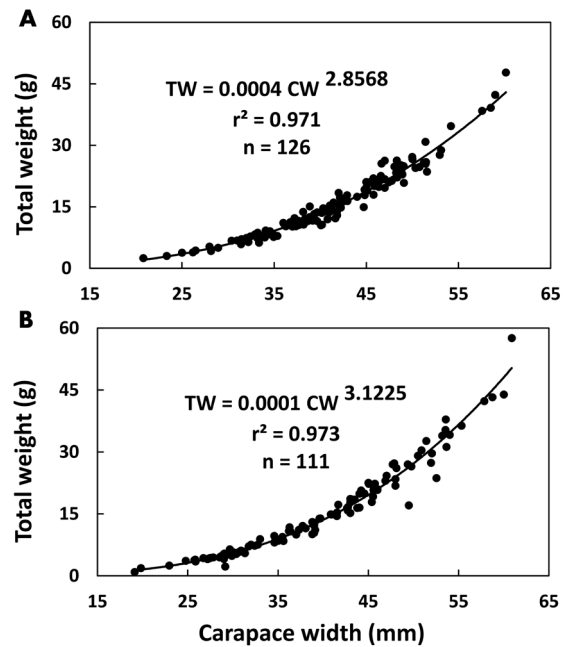 A
60
45
30
15
0
Total weight (g)
TW = 0.0004 CW 2.8568
r² = 0.971
n = 126
15 25 35 45 55 65
B
60
45
30
15
0
Total weight (g)
TW = 0.0001 CW 3.1225
r² = 0.973
n = 111
15 25 35 45 55 65
Carapace width (mm)